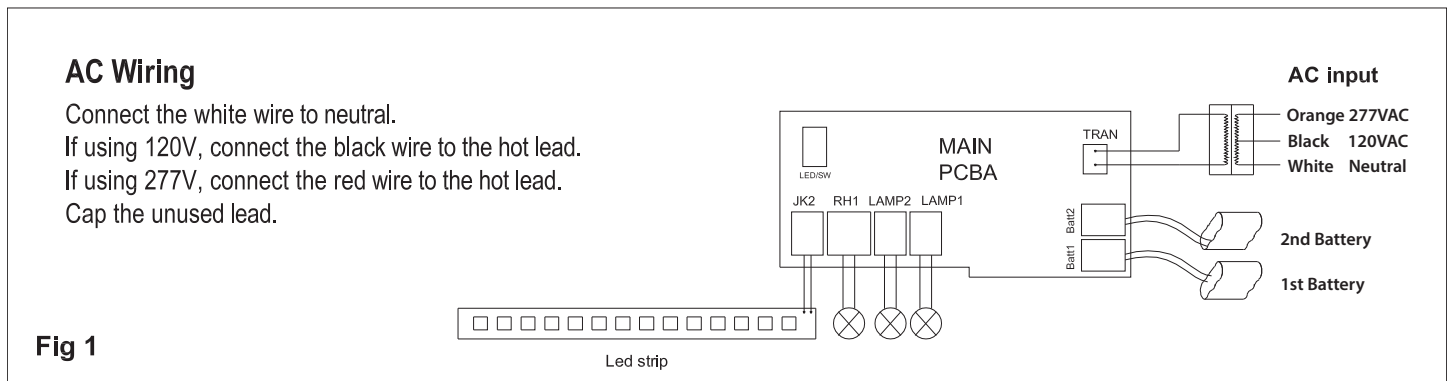 AC Wiring
Connect the white wire to neutral.
If using 120V, connect the black wire to the hot lead.
If using 277V, connect the red wire to the hot lead.
Cap the unused lead.
AC input
Orange 277VAC
Black 120VAC
White Neutral
TRAN
MAIN
PCBA
LED/SW
JK2 RH1 LAMP2 LAMP1
Batt2
Batt1
2nd Battery
1st Battery
Led strip
Fig 1